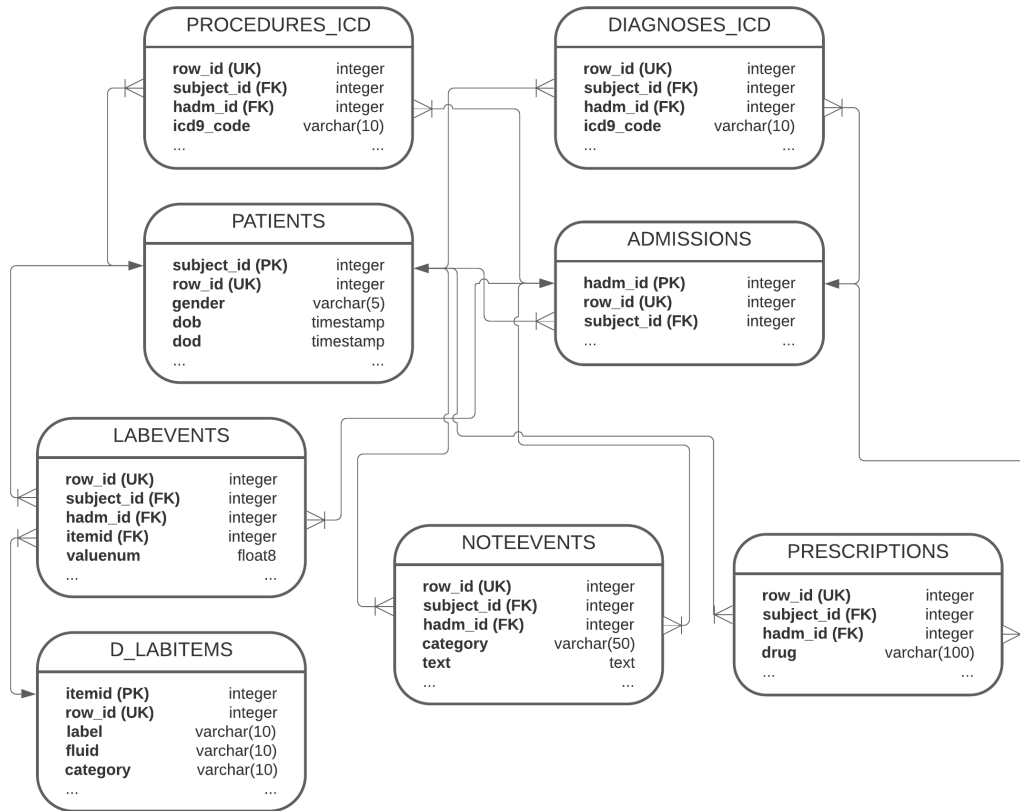 PROCEDURES_ICD
row_id (UK) integer
subject_id (FK) integer
hadm_id (FK) integer
icd9_code varchar(10)
... ...
DIAGNOSES_ICD
row_id (UK) integer
subject_id (FK) integer
hadm_id (FK) integer
icd9_code varchar(10)
... ...
PATIENTS
subject_id (PK) integer
row_id (UK) integer
gender varchar(5)
dob timestamp
dod timestamp
... ...
ADMISSIONS
hadm_id (PK) integer
row_id (UK) integer
subject_id (FK) integer
... ...
LABEVENTS
row_id (UK) integer
subject_id (FK) integer
hadm_id (FK) integer
itemid (FK) integer
valuenum float8
... ...
NOTEEVENTS
row_id (UK) integer
subject_id (FK) integer
hadm_id (FK) integer
category varchar(50)
text text
... ...
PRESCRIPTIONS
row_id (UK) integer
subject_id (FK) integer
hadm_id (FK) integer
drug varchar(100)
... ...
D_LABITEMS
itemid (PK) integer
row_id (UK) integer
label varchar(10)
fluid varchar(10)
category varchar(10)
... ...